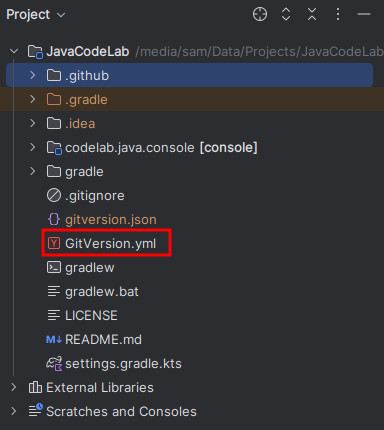 Project
JavaCodeLab /media/sam/Data/Projects/JavaCodeLab
.github
.gradle
.idea
codelab.java.console [console]
gradle
.gitignore
{} gitversion.json
Y GitVersion.yml
gradlew
gradlew.bat
LICENSE
M↓ README.md
settings.gradle.kts
External Libraries
Scratches and Consoles